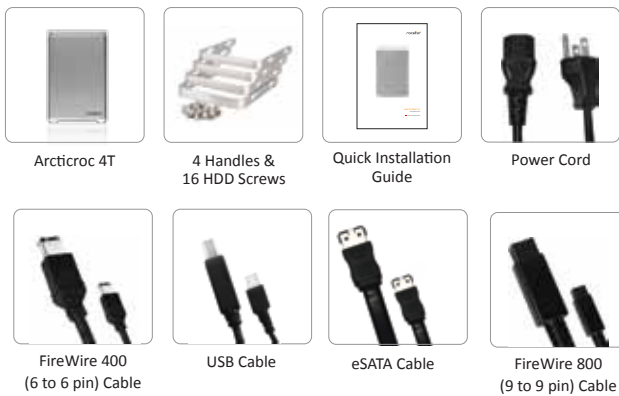 Arcticroc 4T
4 Handles &
16 HDD Screws
Quick Installation
Guide
Power Cord
FireWire 400
(6 to 6 pin) Cable
USB Cable
eSATA Cable
FireWire 800
(9 to 9 pin) Cable